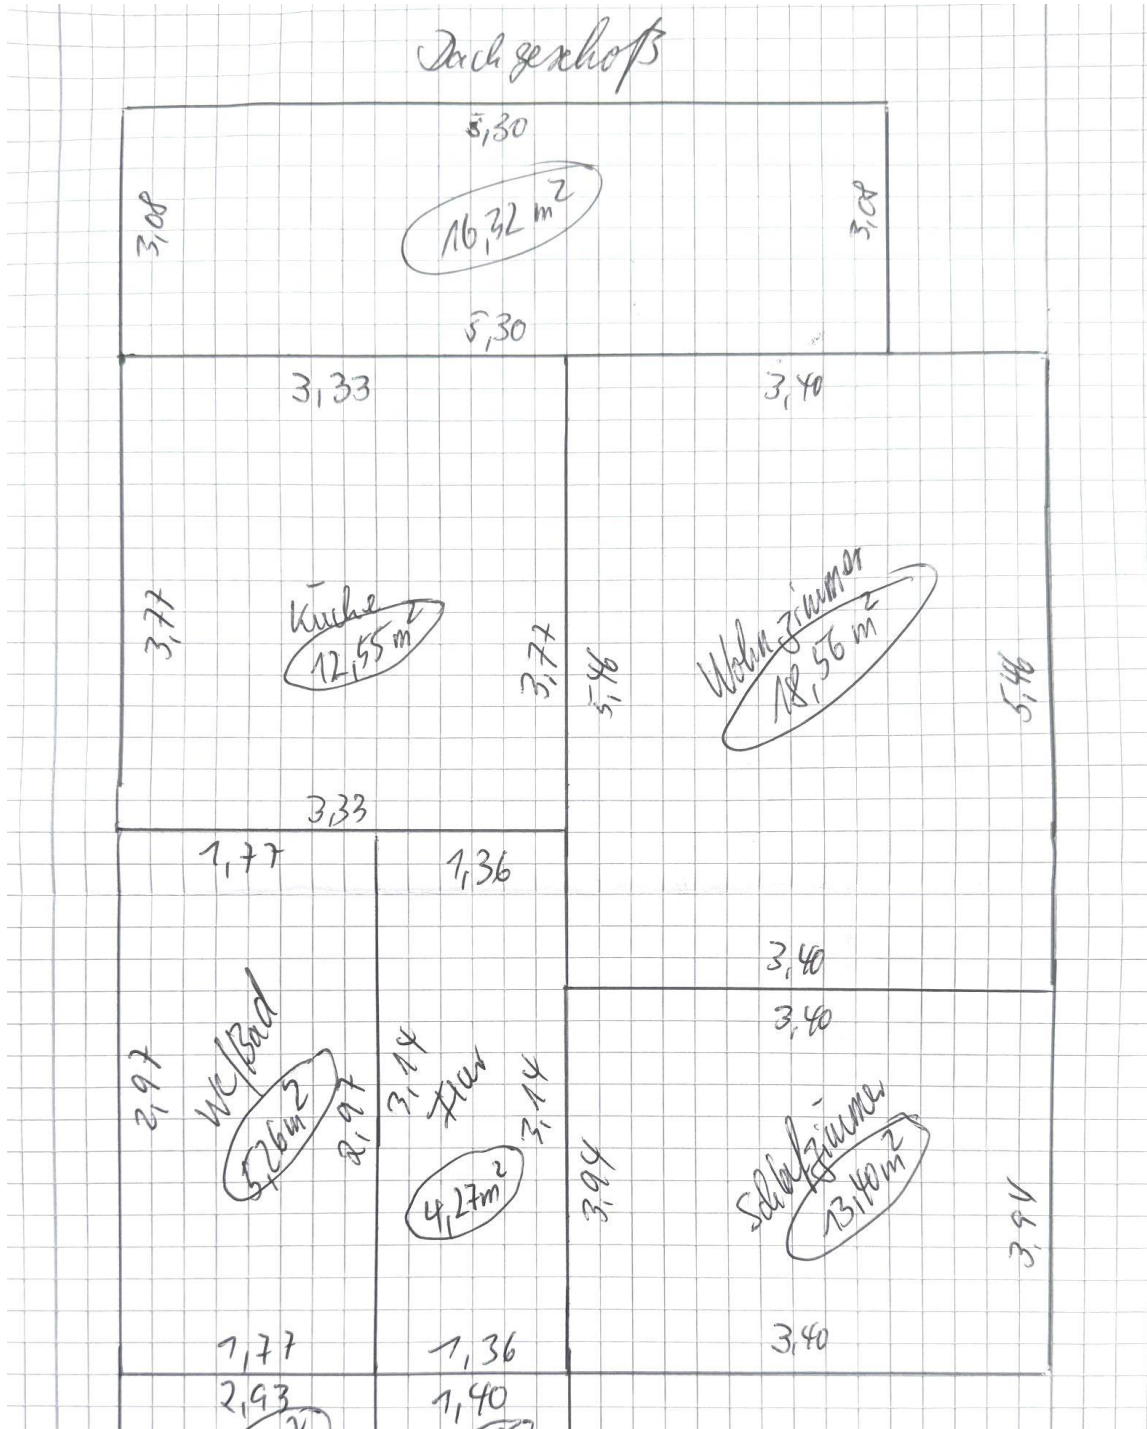 Dachgeschoß
5,30
3,08
16,32 m²
3,08
5,30
3,33
3,40
3,77
Küche
12,55 m²
3,77
5,46
Wohnzimmer
18,56 m²
5,46
3,33
1,77
1,36
3,40
3,40
2,97
WC/Bad
5,26 m²
2,97
3,14
Flur
4,27 m²
3,14
3,94
Schlafzimmer
13,40 m²
3,94
1,77
1,36
3,40
2,93
1,40